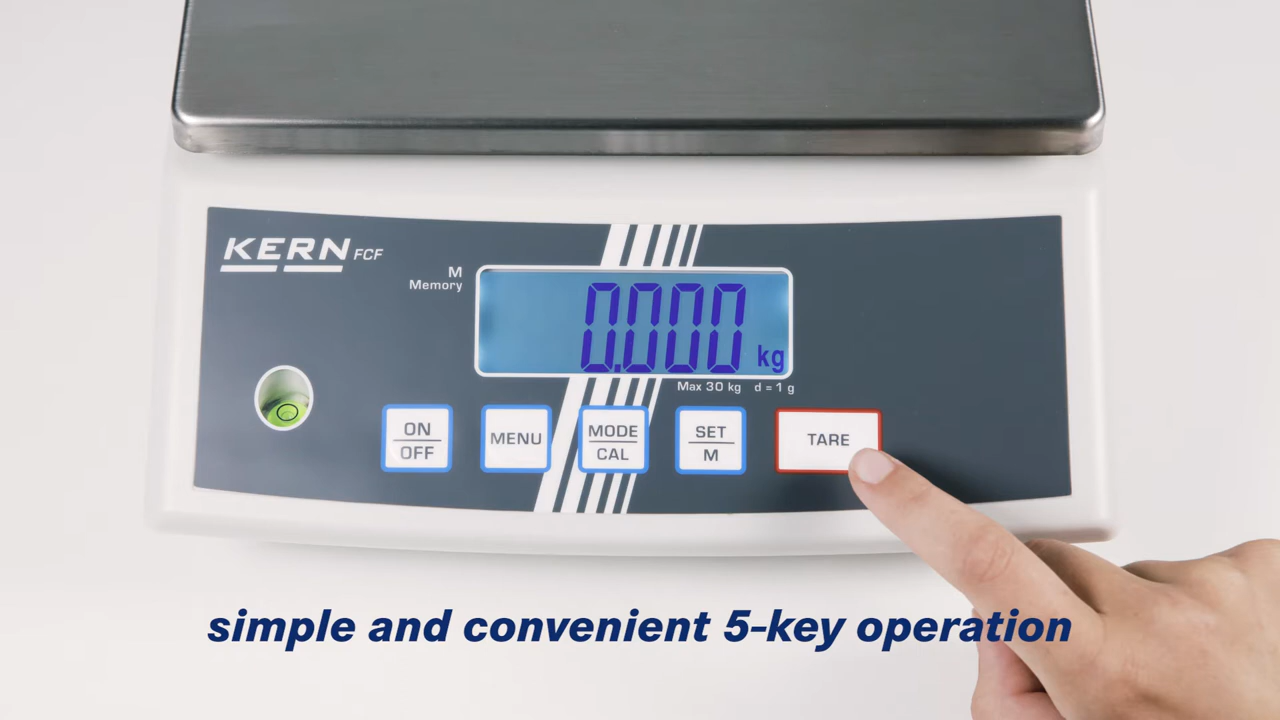 KERN FCF
M
Memory
0.000 kg
Max 30 kg d = 1 g
ON
OFF
MENU
MODE
CAL
SET
M
TARE
simple and convenient 5-key operation